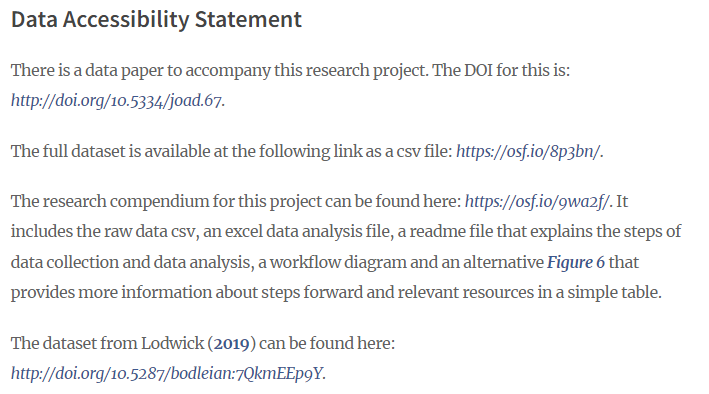 Data Accessibility Statement
There is a data paper to accompany this research project. The DOI for this is:
http://doi.org/10.5334/joad.67.
The full dataset is available at the following link as a csv file: https://osf.io/8p3bn/.
The research compendium for this project can be found here: https://osf.io/9wa2f/. It
includes the raw data csv, an excel data analysis file, a readme file that explains the steps of
data collection and data analysis, a workflow diagram and an alternative Figure 6 that
provides more information about steps forward and relevant resources in a simple table.
The dataset from Lodwick (2019) can be found here:
http://doi.org/10.5287/bodleian:7QkmEEp9Y.